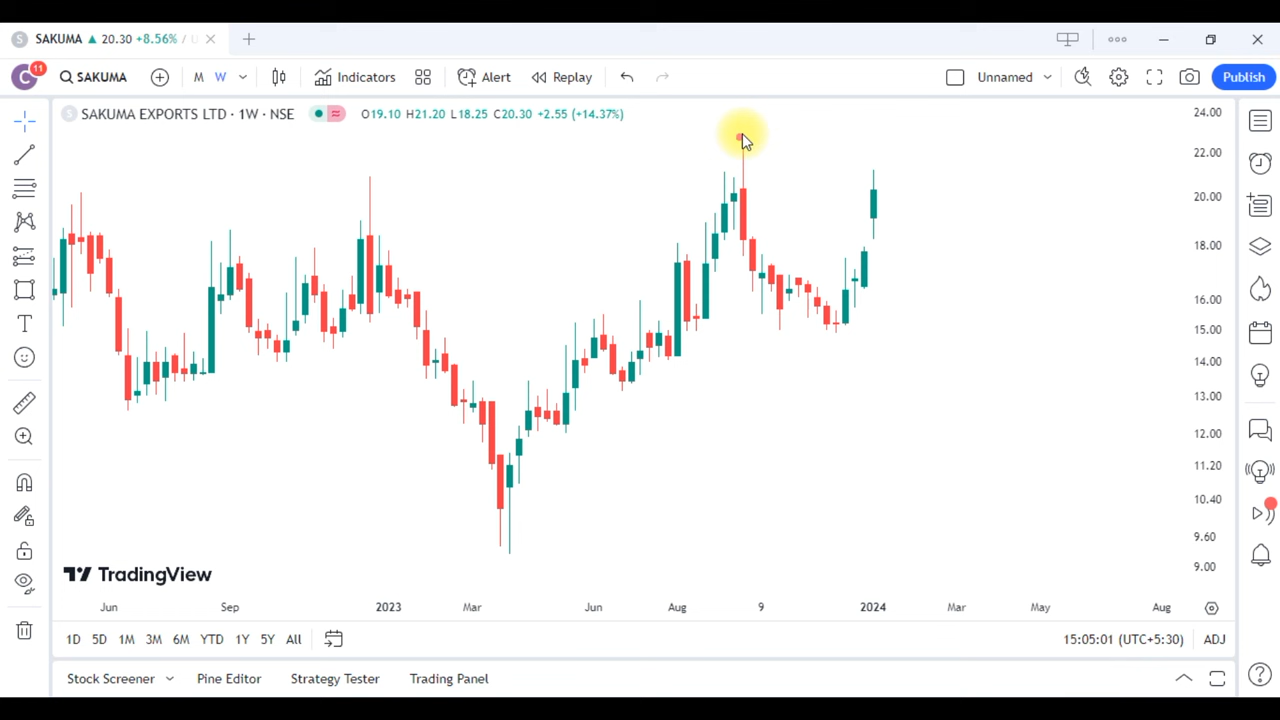 S SAKUMA ▲ 20.30 +8.56% / U
C 11 SAKUMA M W Indicators Alert Replay Unnamed Publish
S SAKUMA EXPORTS LTD · 1W · NSE O19.10 H21.20 L18.25 C20.30 +2.55 (+14.37%)
24.00
22.00
20.00
18.00
16.00
15.00
14.00
13.00
12.00
11.20
10.40
9.60
9.00
TradingView
Jun Sep 2023 Mar Jun Aug 9 2024 Mar May Aug
1D 5D 1M 3M 6M YTD 1Y 5Y All 15:05:01 (UTC+5:30) ADJ
Stock Screener Pine Editor Strategy Tester Trading Panel